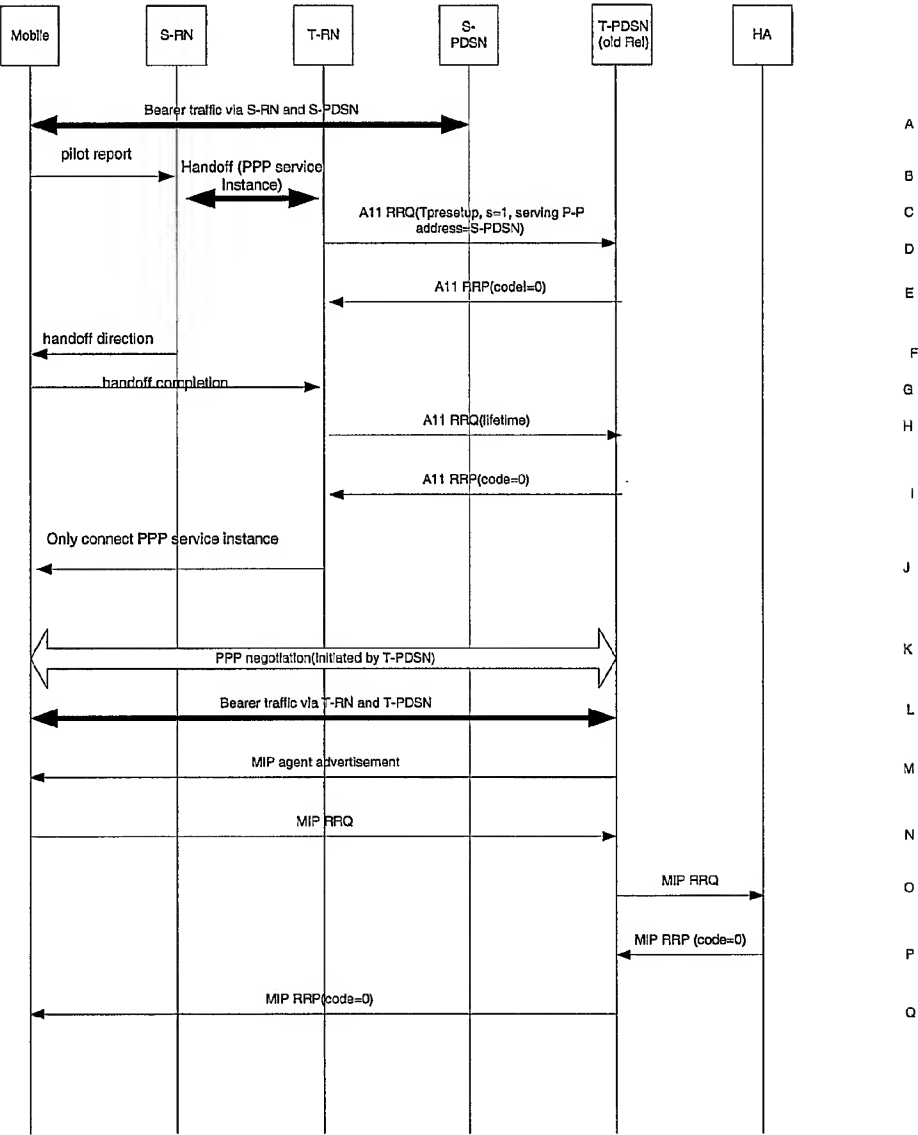 Mobile
S-RN
T-RN
S-
PDSN
T-PDSN
(old Rel)
HA
Bearer traffic via S-RN and S-PDSN
A
pilot report
B
Handoff (PPP service
Instance)
C
A11 RRQ(Tpresetup, s=1, serving P-P
address=S-PDSN)
D
A11 RRP(code!=0)
E
handoff direction
F
handoff completion
G
A11 RRQ(lifetime)
H
A11 RRP(code=0)
I
Only connect PPP service instance
J
PPP negotiation(initiated by T-PDSN)
K
Bearer traffic via T-RN and T-PDSN
L
MIP agent advertisement
M
MIP RRQ
N
MIP RRQ
O
MIP RRP (code=0)
P
MIP RRP(code=0)
Q